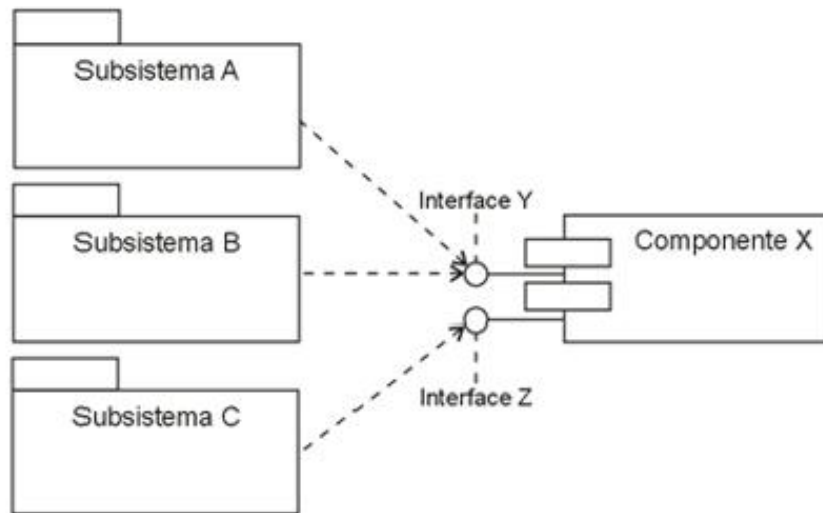 Subsistema A
Interface Y
Subsistema B
Componente X
Interface Z
Subsistema C